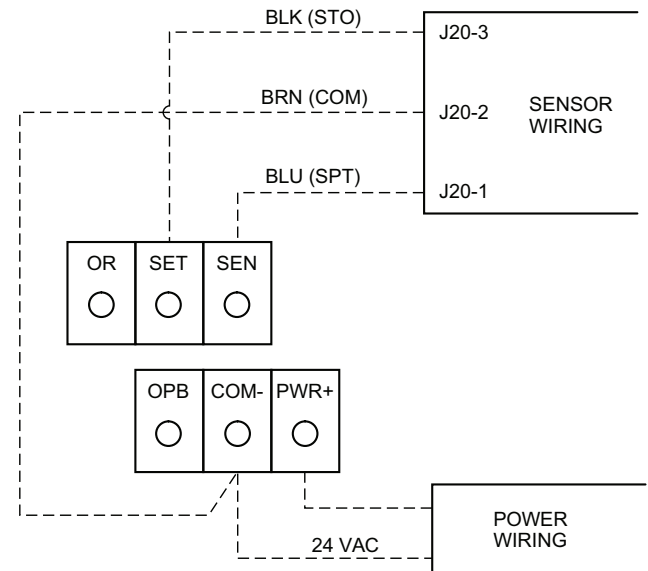 BLK (STO)
J20-3
BRN (COM)
J20-2
SENSOR
WIRING
BLU (SPT)
J20-1
OR
SET
SEN
OPB
COM-
PWR+
24 VAC
POWER
WIRING